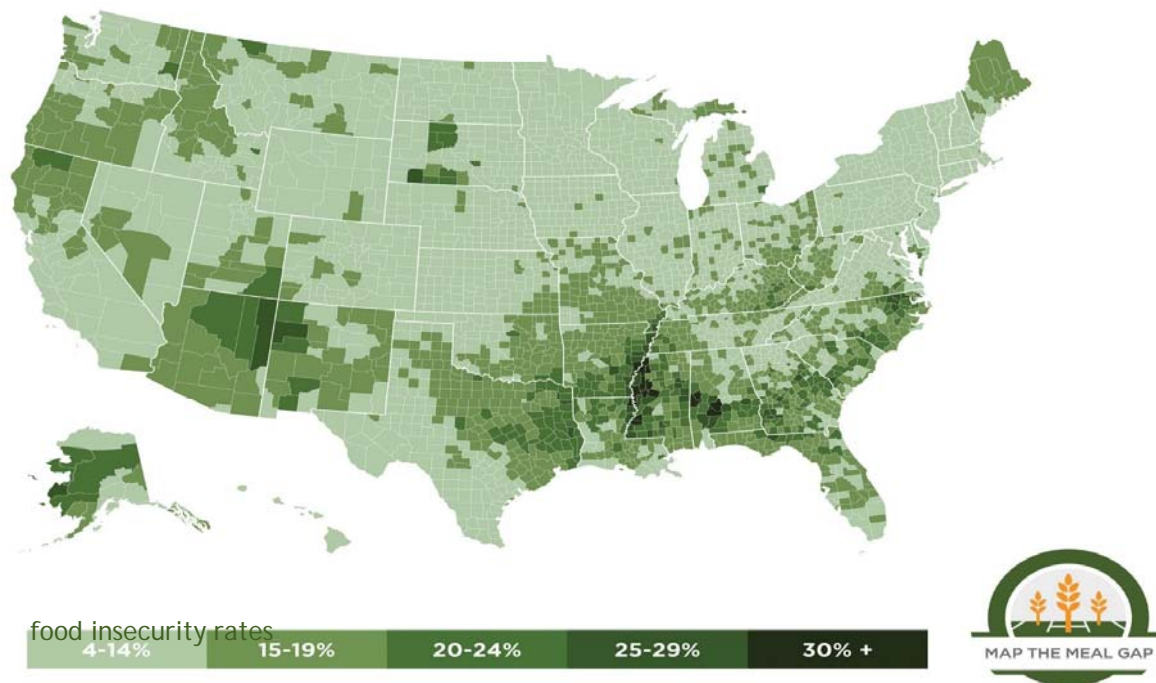 food insecurity rates
4-14% 15-19% 20-24% 25-29% 30% +
MAP THE MEAL GAP